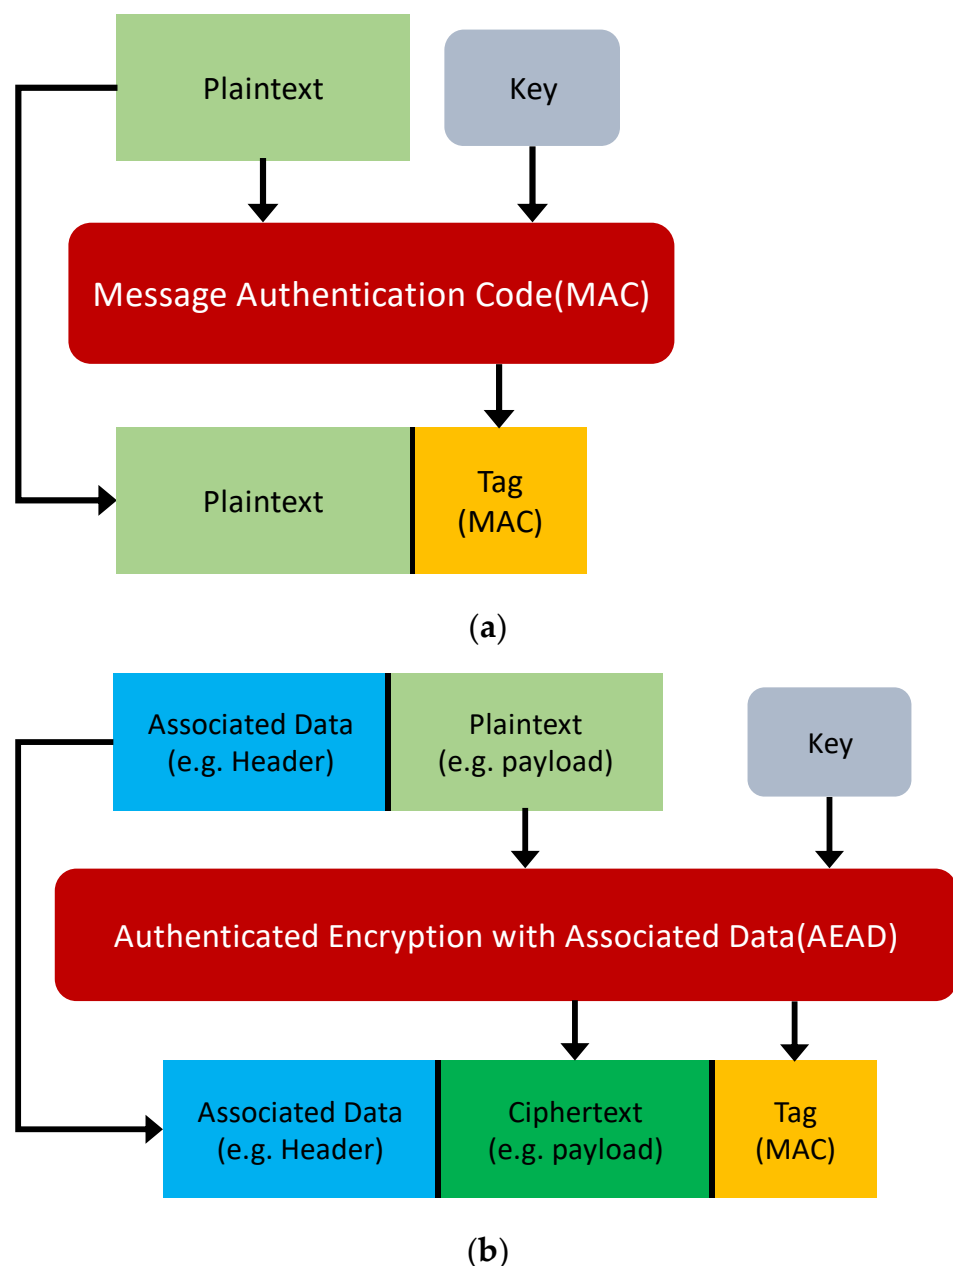 Plaintext
Key
Message Authentication Code(MAC)
Plaintext
Tag
(MAC)
(a)
Associated Data
(e.g. Header)
Plaintext
(e.g. payload)
Key
Authenticated Encryption with Associated Data(AEAD)
Associated Data
(e.g. Header)
Ciphertext
(e.g. payload)
Tag
(MAC)
(b)